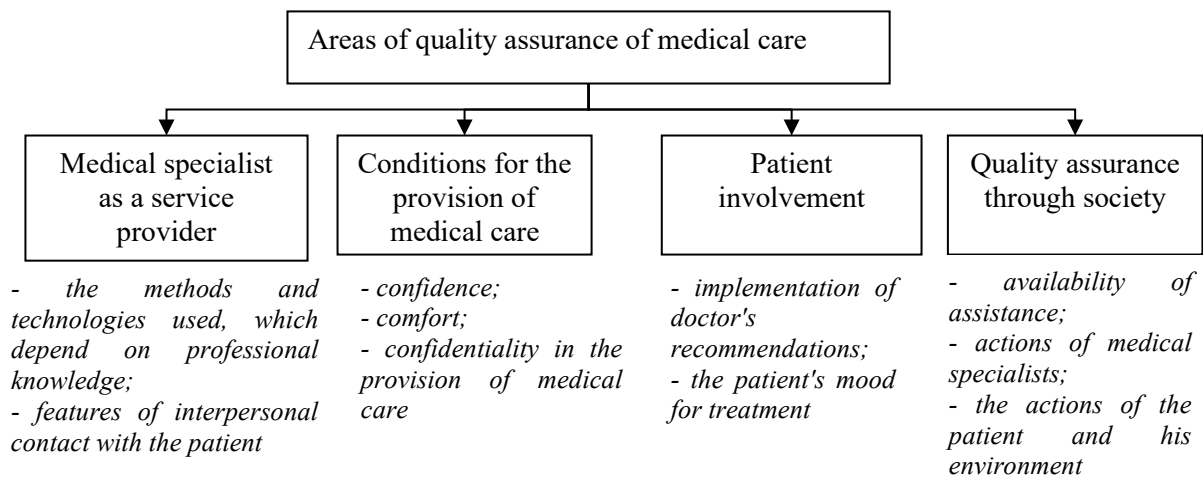 Areas of quality assurance of medical care
Medical specialist
as a service
provider
Conditions for the
provision of
medical care
Patient
involvement
Quality assurance
through society
- the methods and
technologies used, which
depend on professional
knowledge;
- features of interpersonal
contact with the patient
- confidence;
- comfort;
- confidentiality in the
provision of medical
care
- implementation of
doctor's
recommendations;
- the patient's mood
for treatment
- availability of
assistance;
- actions of medical
specialists;
- the actions of the
patient and his
environment